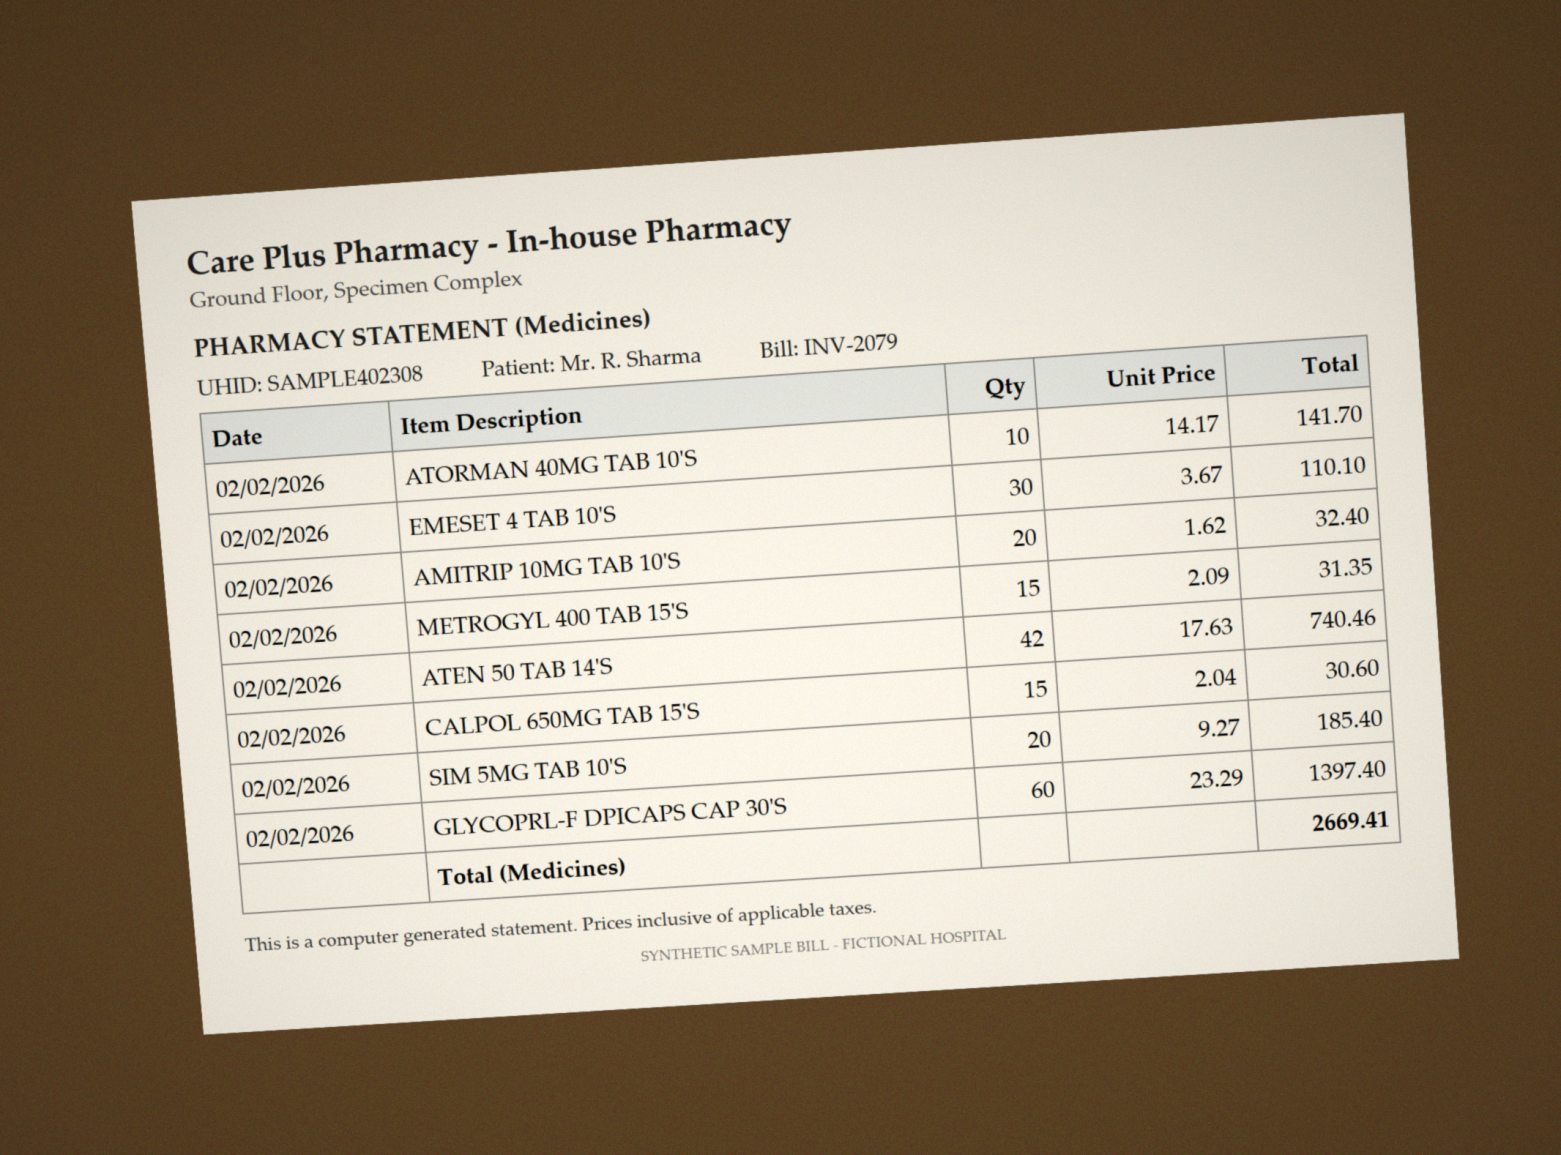 Care Plus Pharmacy - In-house Pharmacy
Ground Floor, Specimen Complex
PHARMACY STATEMENT (Medicines)
UHID: SAMPLE402308 Patient: Mr. R. Sharma Bill: INV-2079
Date Item Description Qty Unit Price Total
02/02/2026 ATORMAN 40MG TAB 10'S 10 14.17 141.70
02/02/2026 EMESET 4 TAB 10'S 30 3.67 110.10
02/02/2026 AMITRIP 10MG TAB 10'S 20 1.62 32.40
02/02/2026 METROGYL 400 TAB 15'S 15 2.09 31.35
02/02/2026 ATEN 50 TAB 14'S 42 17.63 740.46
02/02/2026 CALPOL 650MG TAB 15'S 15 2.04 30.60
02/02/2026 SIM 5MG TAB 10'S 20 9.27 185.40
02/02/2026 GLYCOPRL-F DPICAPS CAP 30'S 60 23.29 1397.40
Total (Medicines) 2669.41
This is a computer generated statement. Prices inclusive of applicable taxes.
SYNTHETIC SAMPLE BILL - FICTIONAL HOSPITAL